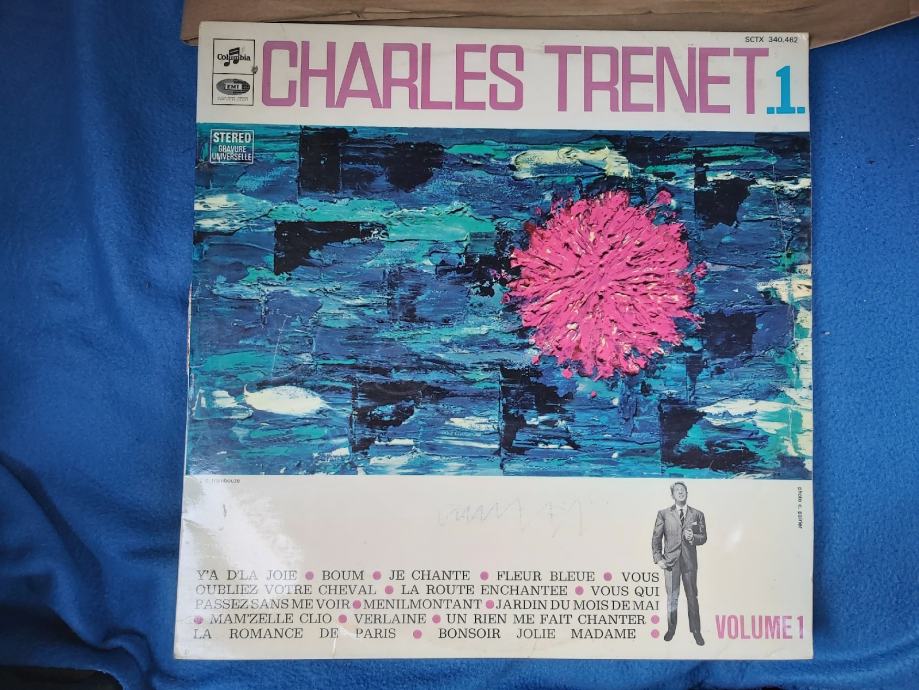 SCTX 340.462
Columbia
EMI
CHARLES TRENET.1.
STEREO
GRAVURE
UNIVERSELLE
Y'A D'LA JOIE • BOUM • JE CHANTE • FLEUR BLEUE • VOUS
OUBLIEZ VOTRE CHEVAL • LA ROUTE ENCHANTEE • VOUS QUI
PASSEZ SANS ME VOIR • MENILMONTANT • JARDIN DU MOIS DE MAI
• MAM'ZELLE CLIO • VERLAINE • UN RIEN ME FAIT CHANTER •
LA ROMANCE DE PARIS • BONSOIR JOLIE MADAME •
VOLUME 1